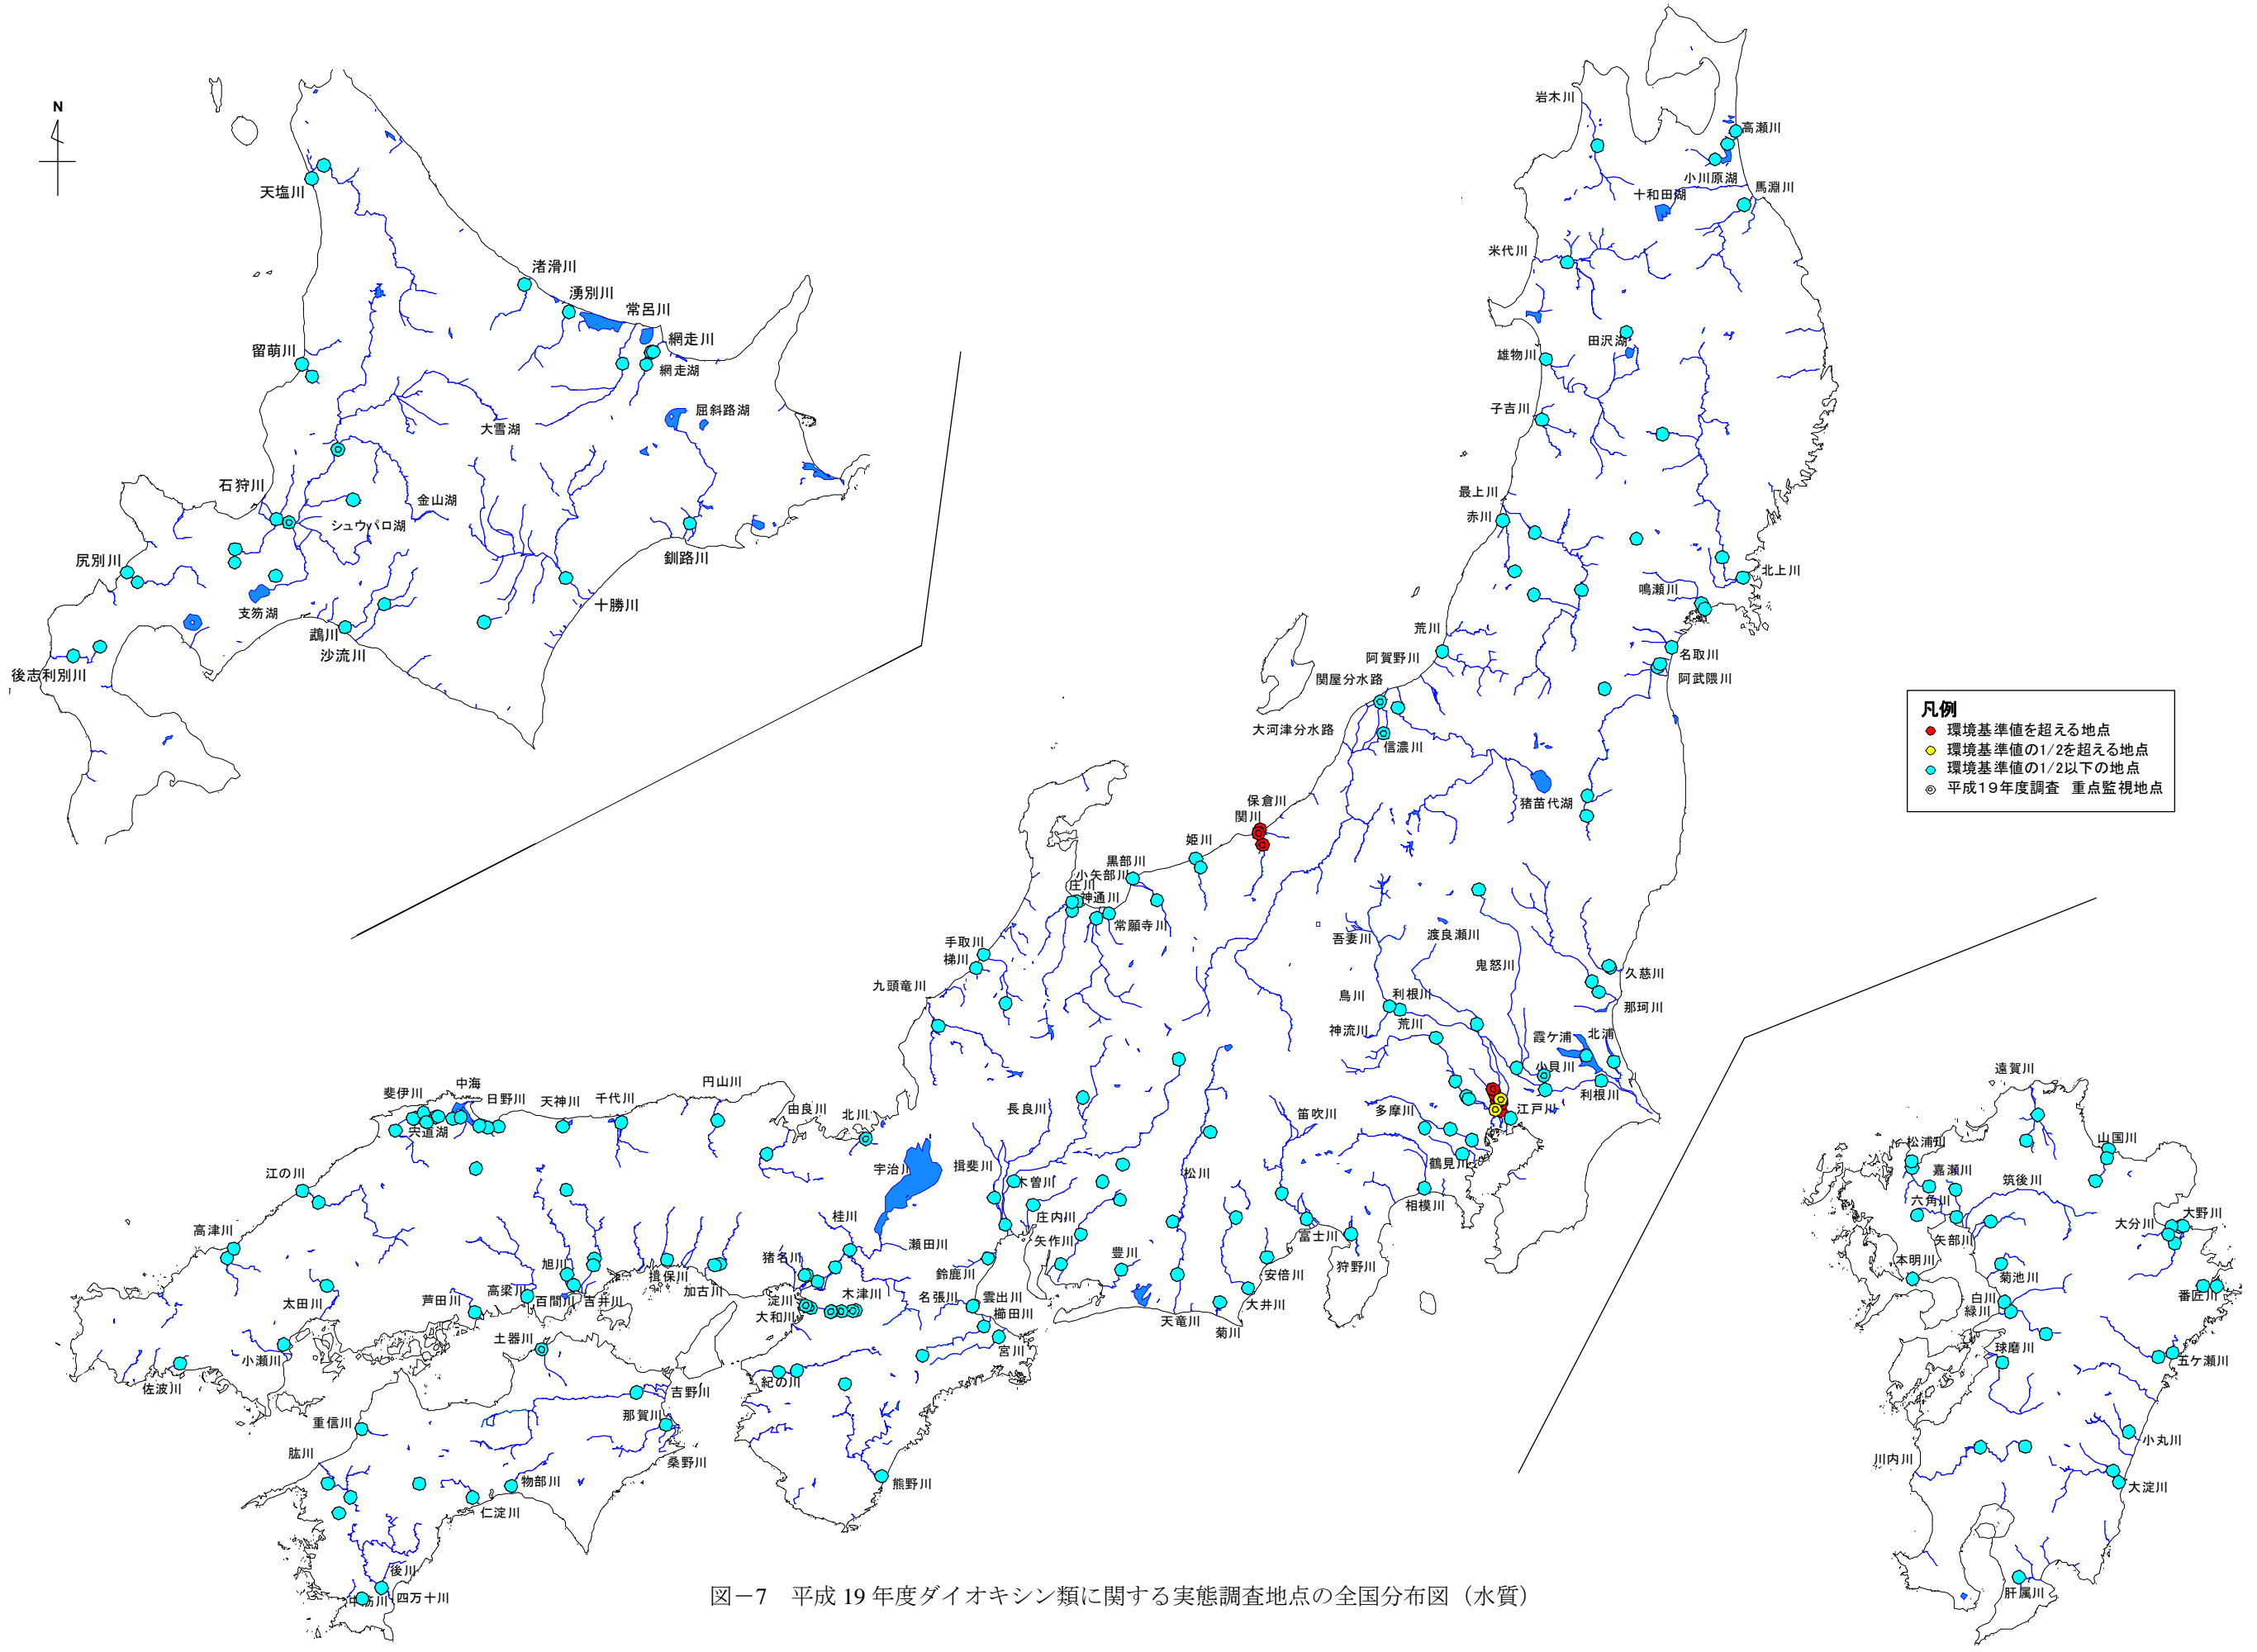 N
天塩川
渚滑川
湧別川
常呂川
網走川
網走湖
留萌川
屈斜路湖
大雪湖
石狩川
金山湖
シュウパロ湖
尻別川
釧路川
支笏湖
十勝川
鵡川
沙流川
後志利別川
岩木川
高瀬川
小川原湖
十和田湖
馬淵川
米代川
田沢湖
雄物川
子吉川
最上川
赤川
北上川
鳴瀬川
荒川
名取川
阿賀野川
阿武隈川
関屋分水路
大河津分水路
信濃川
猪苗代湖
保倉川
関川
姫川
黒部川
小矢部川
庄川
神通川
常願寺川
手取川
梯川
九頭竜川
吾妻川
渡良瀬川
鬼怒川
久慈川
那珂川
烏川
利根川
神流川
荒川
霞ケ浦
北浦
小貝川
利根川
江戸川
多摩川
鶴見川
相模川
笛吹川
富士川
狩野川
安倍川
大井川
菊川
天竜川
松川
豊川
矢作川
庄内川
木曽川
長良川
揖斐川
鈴鹿川
雲出川
櫛田川
宮川
名張川
木津川
瀬田川
宇治川
桂川
猪名川
淀川
大和川
紀の川
熊野川
北川
由良川
円山川
千代川
天神川
日野川
中海
斐伊川
宍道湖
江の川
高津川
太田川
小瀬川
佐波川
芦田川
高梁川
旭川
百間川
吉井川
揖保川
加古川
土器川
吉野川
那賀川
桑野川
重信川
肱川
物部川
仁淀川
後川
四万十川
中筋川
遠賀川
山国川
松浦川
嘉瀬川
六角川
筑後川
矢部川
大分川
大野川
本明川
菊池川
白川
緑川
番匠川
球磨川
五ケ瀬川
小丸川
川内川
大淀川
肝属川
凡例
環境基準値を超える地点
環境基準値の1/2を超える地点
環境基準値の1/2以下の地点
平成19年度調査　重点監視地点
図－7　平成 19 年度ダイオキシン類に関する実態調査地点の全国分布図（水質）